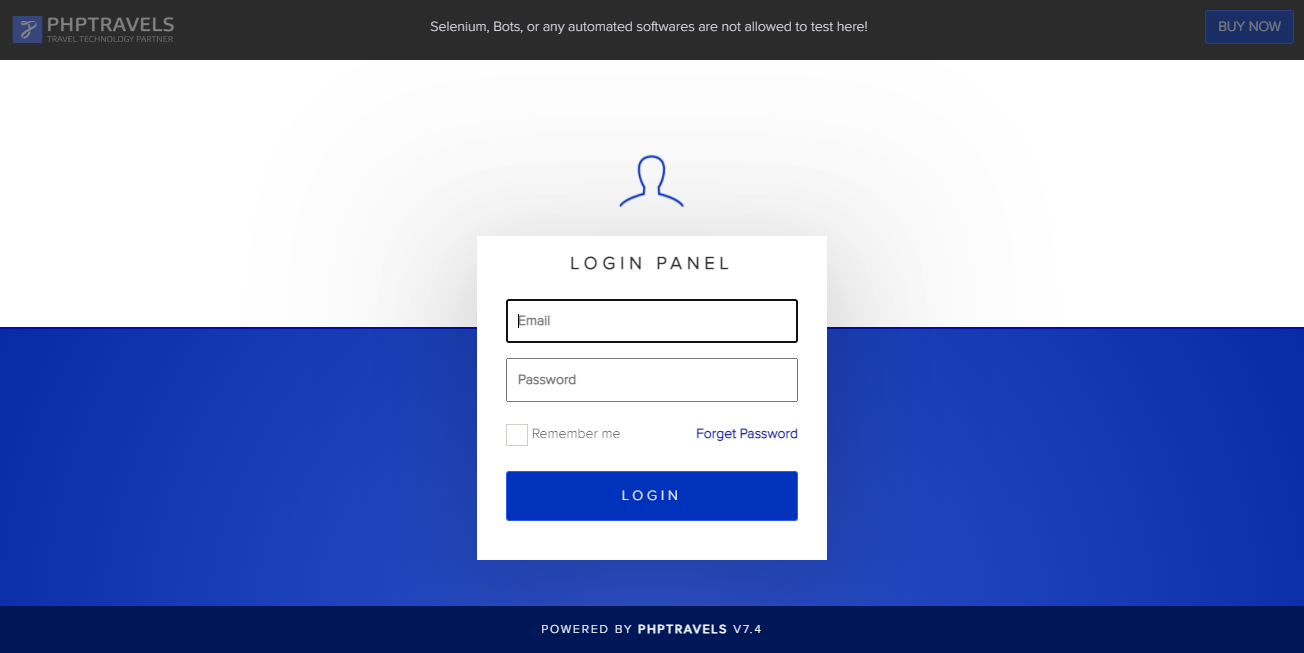 PHPTRAVELS
TRAVEL TECHNOLOGY PARTNER
Selenium, Bots, or any automated softwares are not allowed to test here!
BUY NOW
LOGIN PANEL
Email
Password
Remember me
Forget Password
LOGIN
POWERED BY PHPTRAVELS V7.4